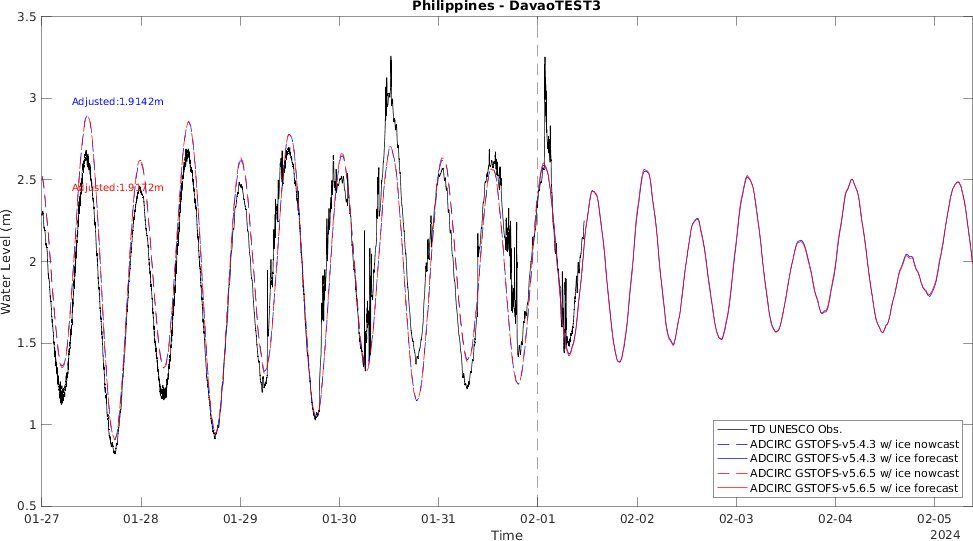 Philippines - DavaoTEST3
3.5
3
2.5
2
1.5
1
0.5
Water Level (m)
Adjusted:1.9142m
Adjusted:1.9172m
TD UNESCO Obs.
ADCIRC GSTOFS-v5.4.3 w/ ice nowcast
ADCIRC GSTOFS-v5.4.3 w/ ice forecast
ADCIRC GSTOFS-v5.6.5 w/ ice nowcast
ADCIRC GSTOFS-v5.6.5 w/ ice forecast
01-27 01-28 01-29 01-30 01-31 02-01 02-02 02-03 02-04 02-05
Time
2024